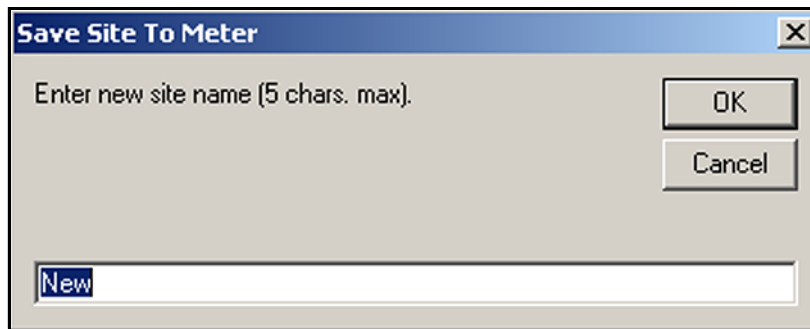 Save Site To Meter
Enter new site name (5 chars. max).
OK
Cancel
New